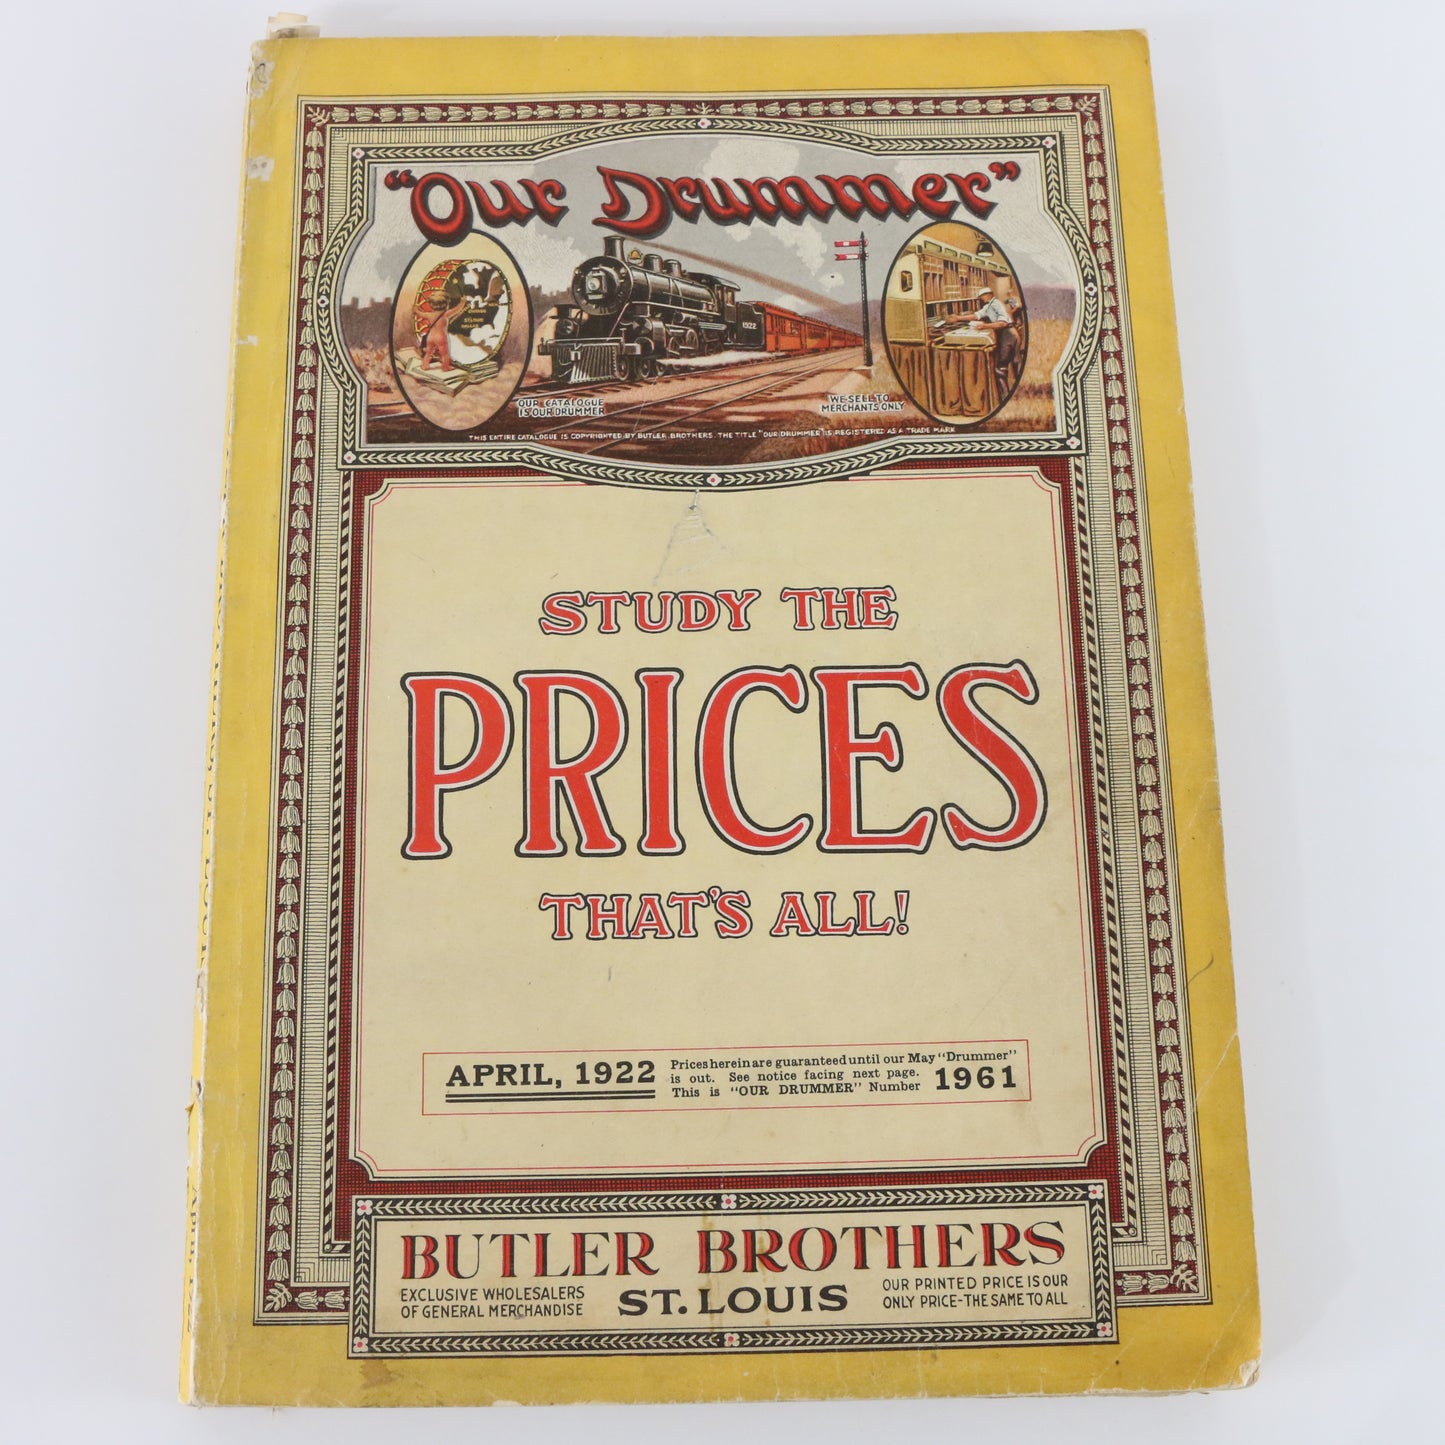 "Our Drummer"
OUR CATALOGUE
IS OUR DRUMMER
WE SELL TO
MERCHANTS ONLY
1922
THIS ENTIRE CATALOGUE IS COPYRIGHTED BY BUTLER BROTHERS. THE TITLE "OUR DRUMMER" IS REGISTERED AS A TRADE MARK
STUDY THE
PRICES
THAT'S ALL!
APRIL, 1922
Prices herein are guaranteed until our May "Drummer"
is out. See notice facing next page.
This is "OUR DRUMMER" Number
1961
BUTLER BROTHERS
EXCLUSIVE WHOLESALERS
OF GENERAL MERCHANDISE
ST. LOUIS
OUR PRINTED PRICE IS OUR
ONLY PRICE-THE SAME TO ALL